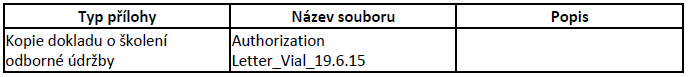 Typ přílohy Název souboru Popis
Kopie dokladu o školení Authorization
odborné údržby Letter_Vial_19.6.15